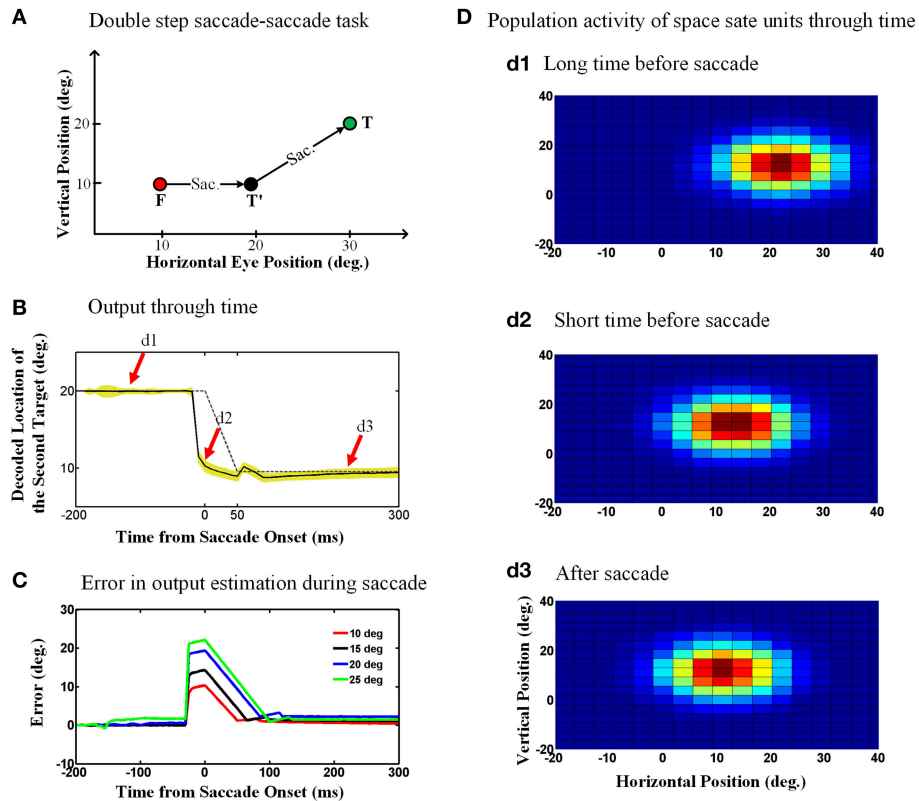 A
Double step saccade-saccade task
Vertical Position (deg.)
20
10
F
Sac.
T'
Sac.
T
10
20
30
Horizontal Eye Position (deg.)
B
Output through time
Decoded Location of
the Second Target (deg.)
20
10
d1
d2
d3
-200
0
50
300
Time from Saccade Onset (ms)
C
Error in output estimation during saccade
Error (deg.)
30
20
10
0
-10
10 deg
15 deg
20 deg
25 deg
-200
-100
0
100
200
300
Time from Saccade Onset (ms)
D
Population activity of space sate units through time
d1 Long time before saccade
40
20
0
-20
-20 -10 0 10 20 30 40
d2 Short time before saccade
40
20
0
-20
-20 -10 0 10 20 30 40
d3 After saccade
Vertical Position (deg.)
40
20
0
-20
-20 -10 0 10 20 30 40
Horizontal Position (deg.)